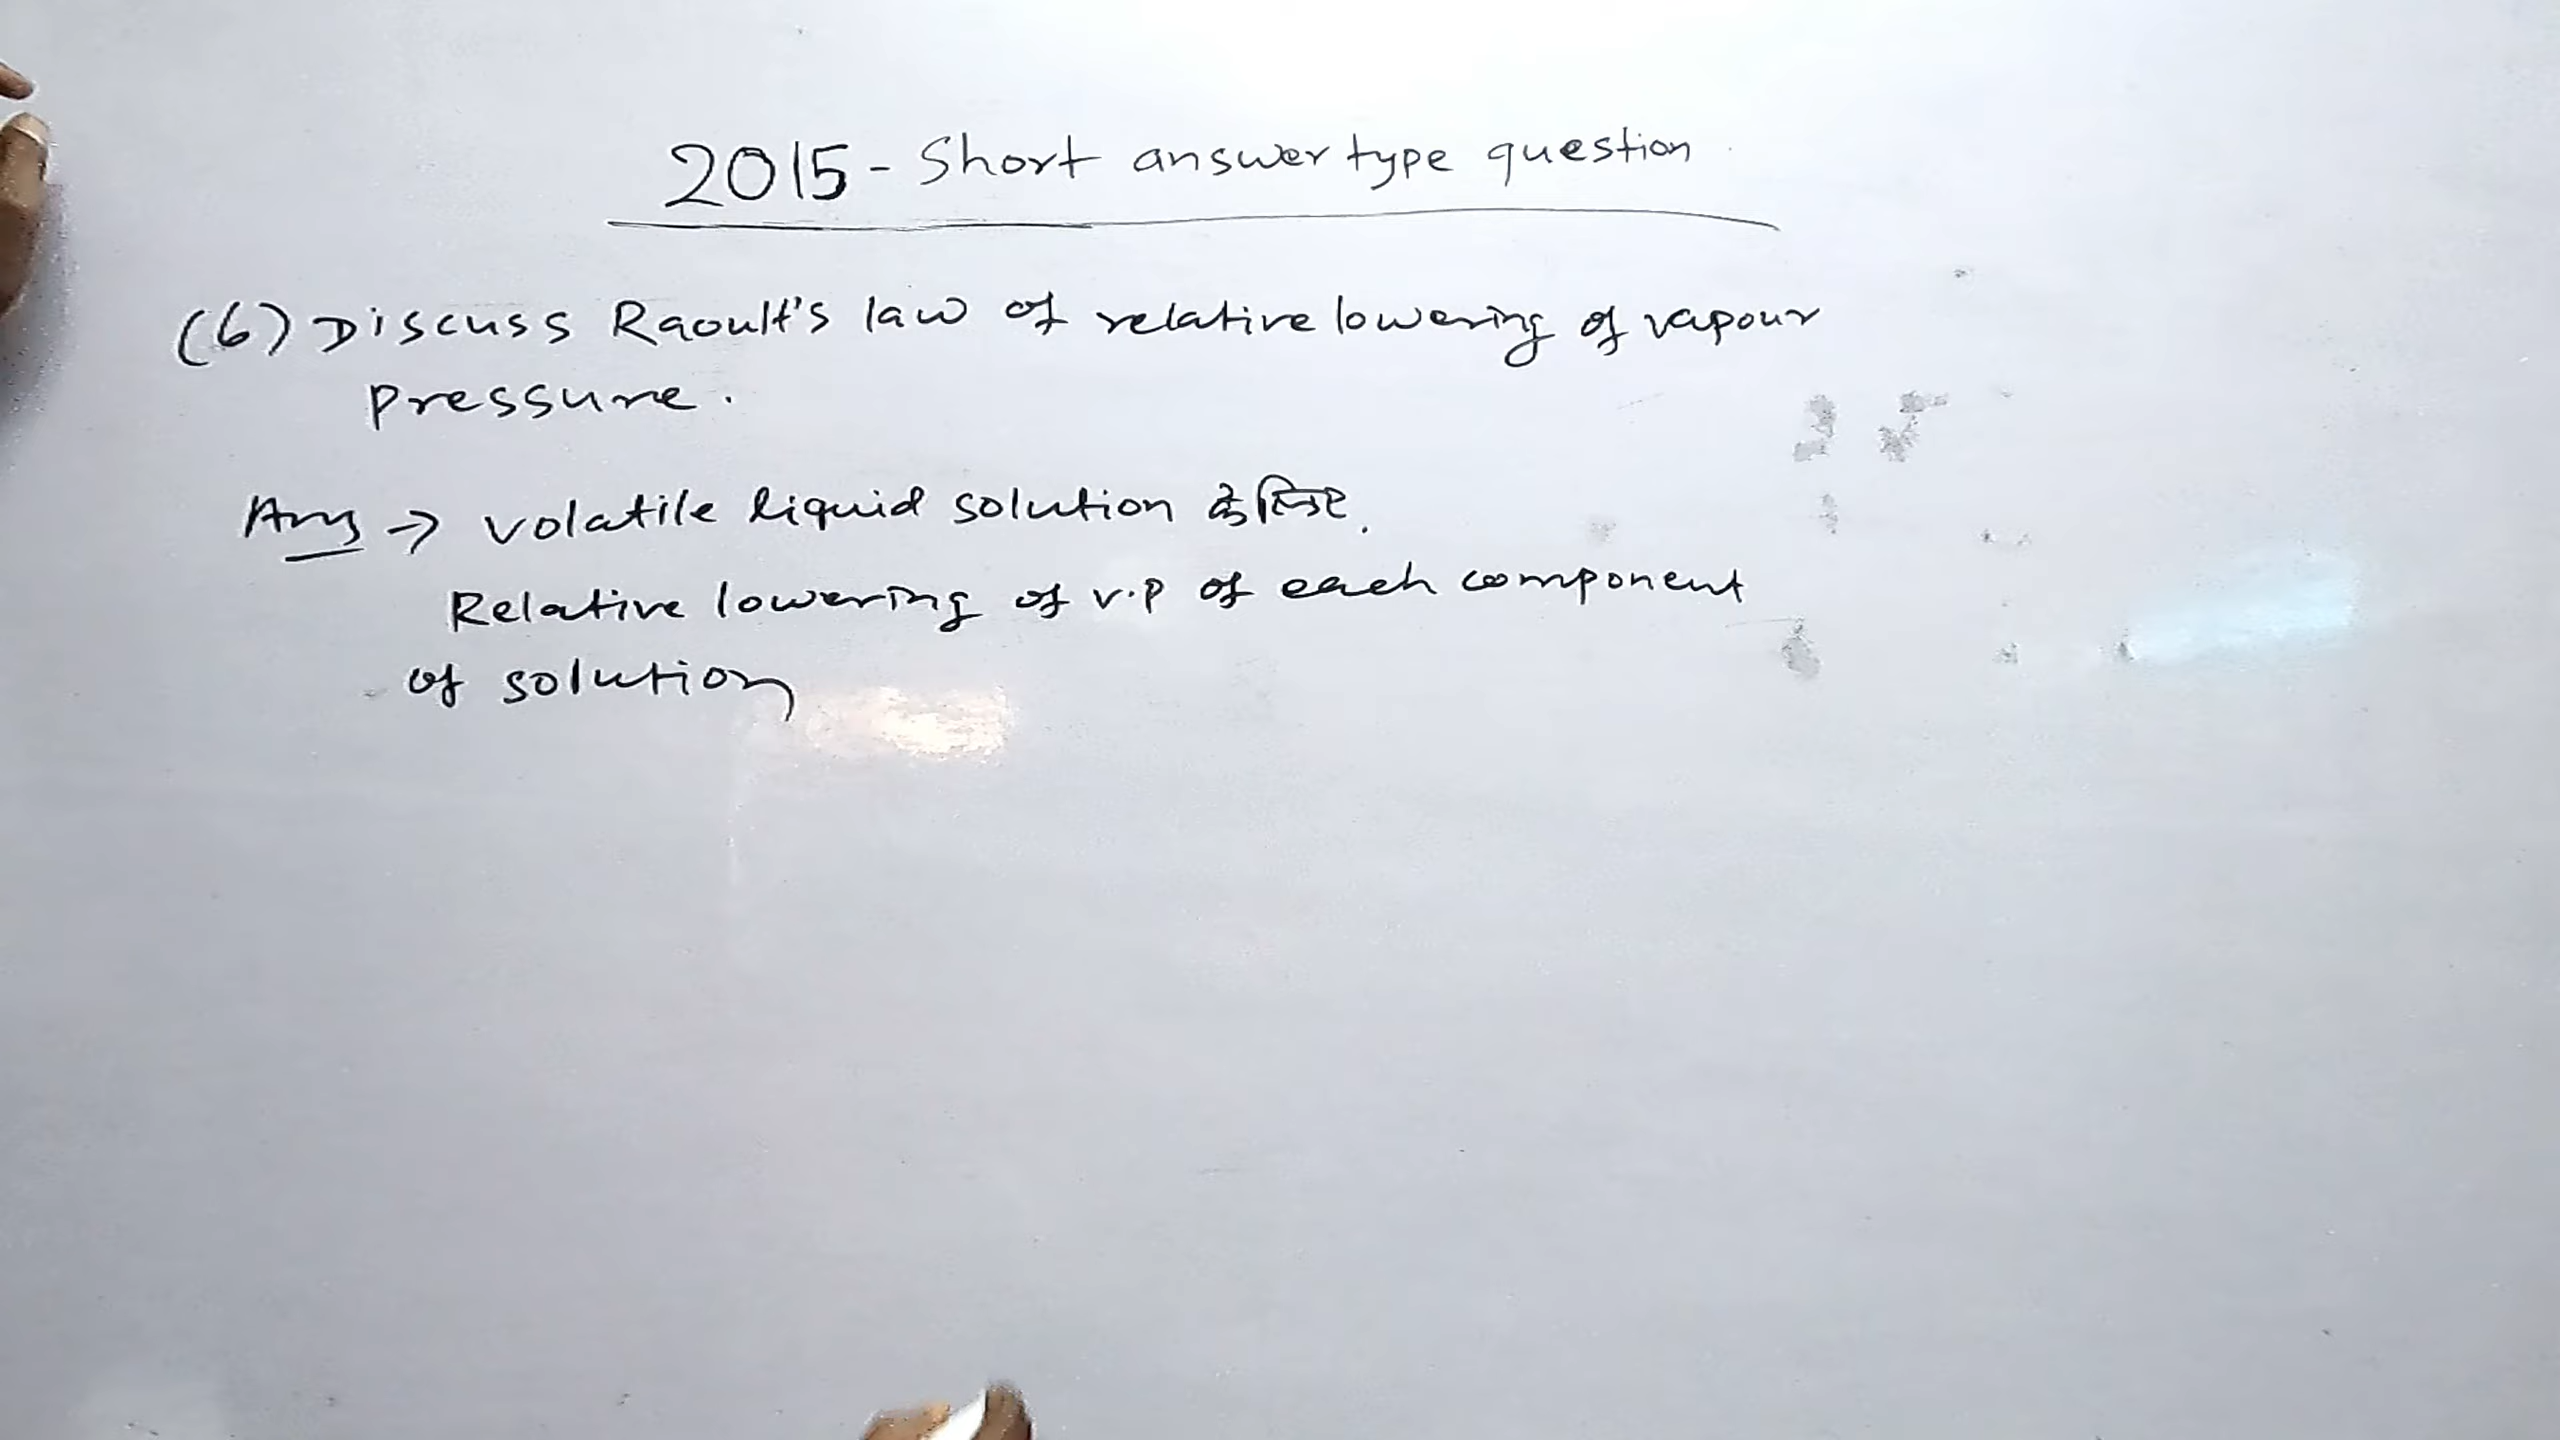 2015 - Short answer type question
(6) Discuss Raoult's law of relative lowering of vapour
pressure.
Ans → volatile liquid solution के लिए.
Relative lowering of v.p of each component
of solution